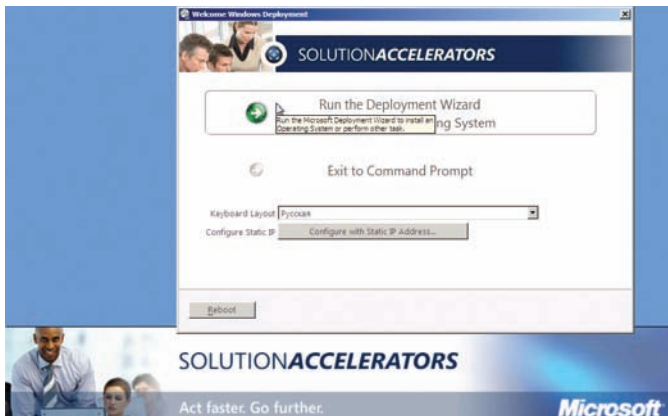 Welcome Windows Deployment
SOLUTIONACCELERATORS
Run the Deployment Wizard
Run the Microsoft Deployment Wizard to install an
Operating System or perform other task.
ng System
Exit to Command Prompt
Keyboard Layout Русская
Configure Static IP Configure with Static IP Address...
Reboot
SOLUTIONACCELERATORS
Act faster. Go further.
Microsoft